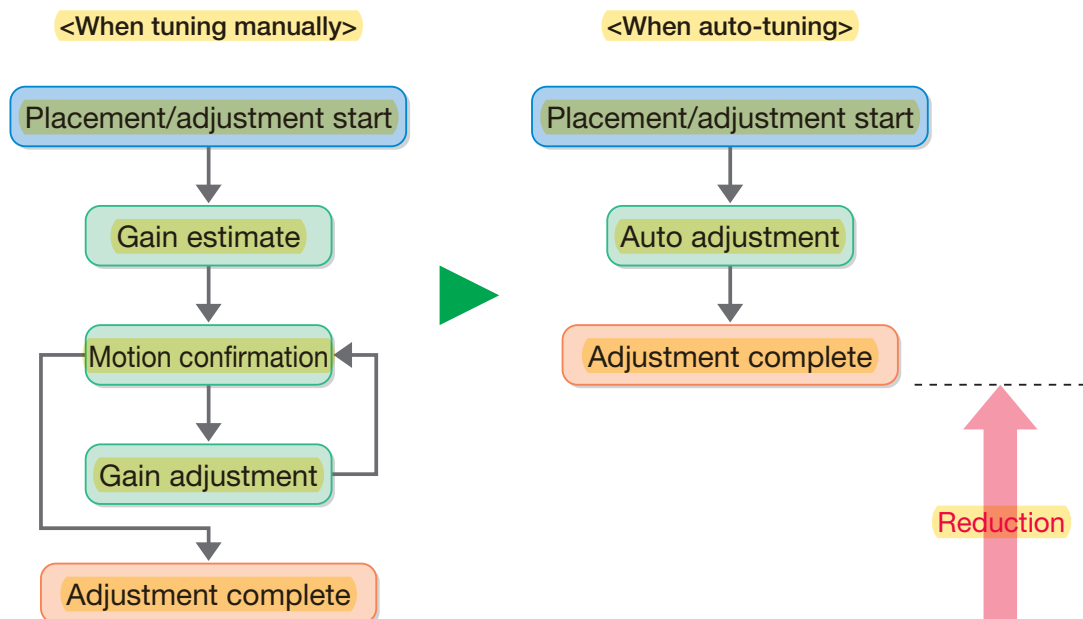 <When tuning manually>
Placement/adjustment start
Gain estimate
Motion confirmation
Gain adjustment
Adjustment complete
<When auto-tuning>
Placement/adjustment start
Auto adjustment
Adjustment complete
Reduction